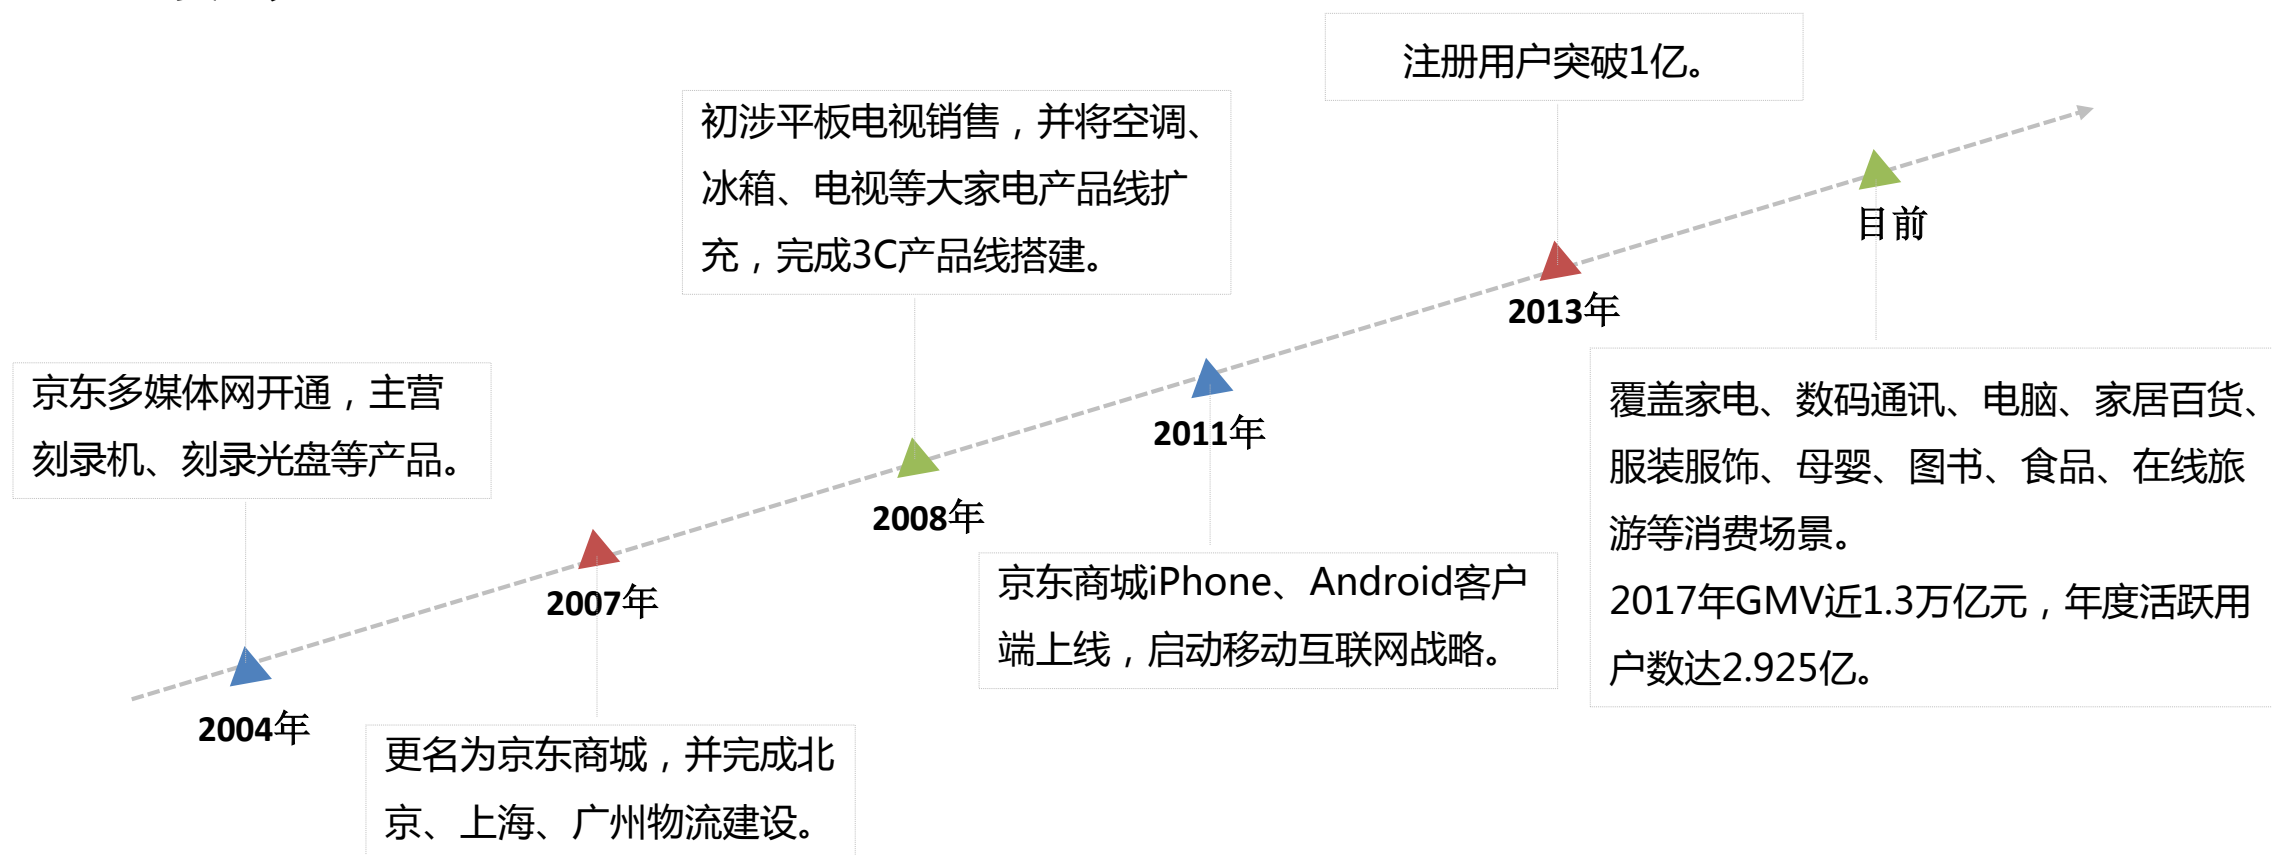 注册用户突破1亿。
初涉平板电视销售，并将空调、
冰箱、电视等大家电产品线扩
充，完成3C产品线搭建。
目前
2013年
京东多媒体网开通，主营
刻录机、刻录光盘等产品。
2011年
覆盖家电、数码通讯、电脑、家居百货、
服装服饰、母婴、图书、食品、在线旅
游等消费场景。
2017年GMV近1.3万亿元，年度活跃用
户数达2.925亿。
2008年
京东商城iPhone、Android客户
端上线，启动移动互联网战略。
2007年
2004年
更名为京东商城，并完成北
京、上海、广州物流建设。